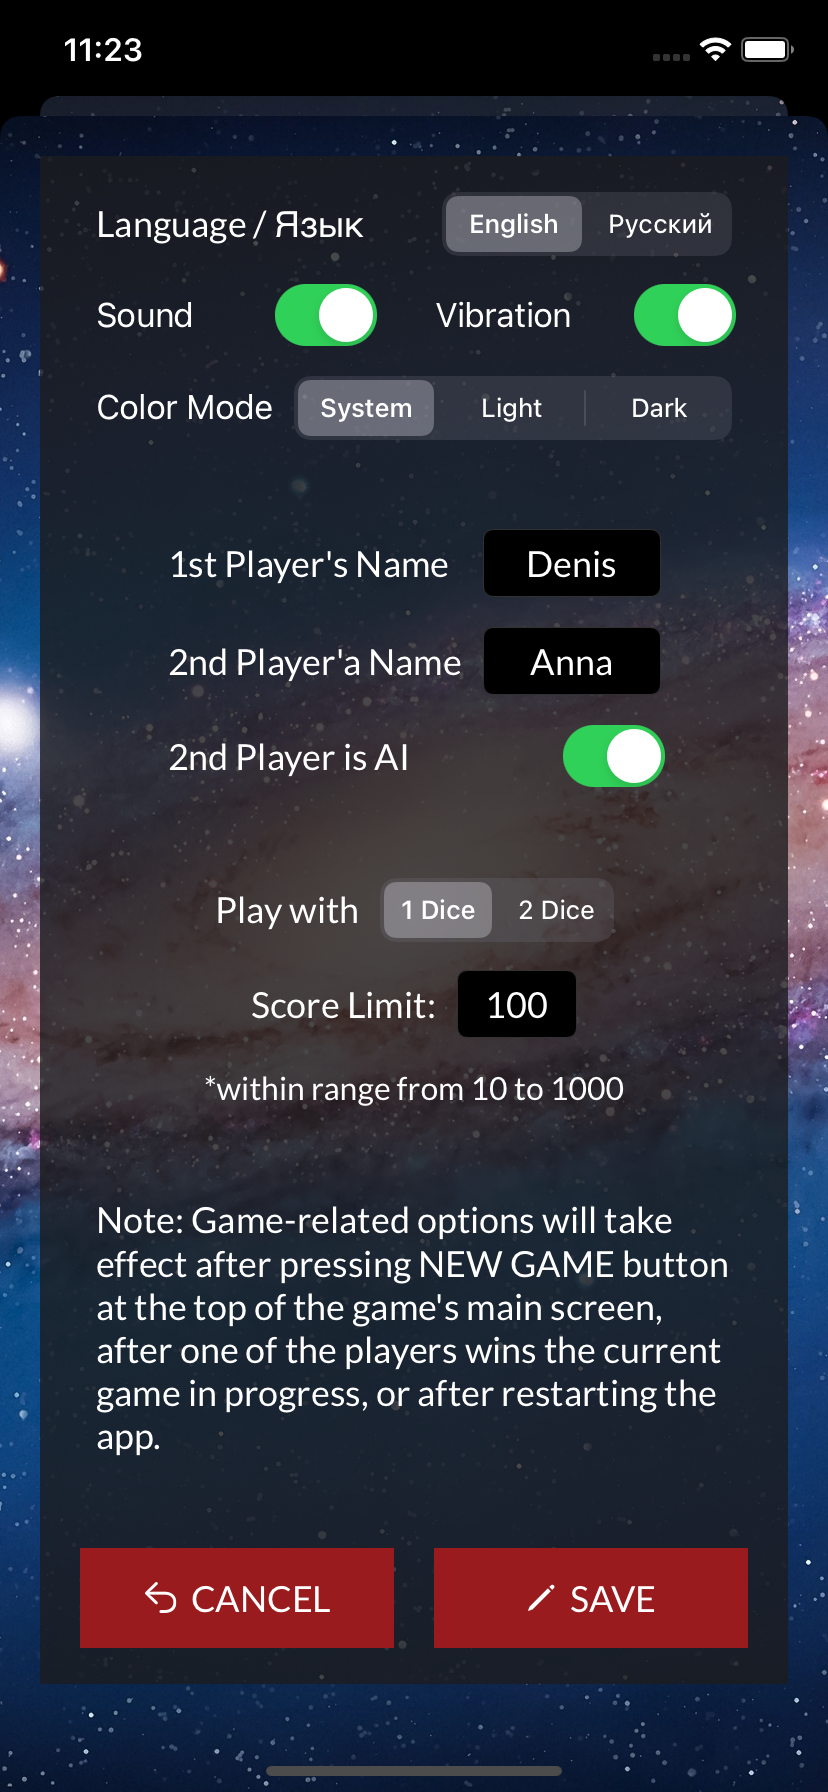 11:23
Language / Язык English Русский
Sound Vibration
Color Mode System Light Dark
1st Player's Name Denis
2nd Player'a Name Anna
2nd Player is AI
Play with 1 Dice 2 Dice
Score Limit: 100
*within range from 10 to 1000
Note: Game-related options will take
effect after pressing NEW GAME button
at the top of the game's main screen,
after one of the players wins the current
game in progress, or after restarting the
app.
CANCEL SAVE